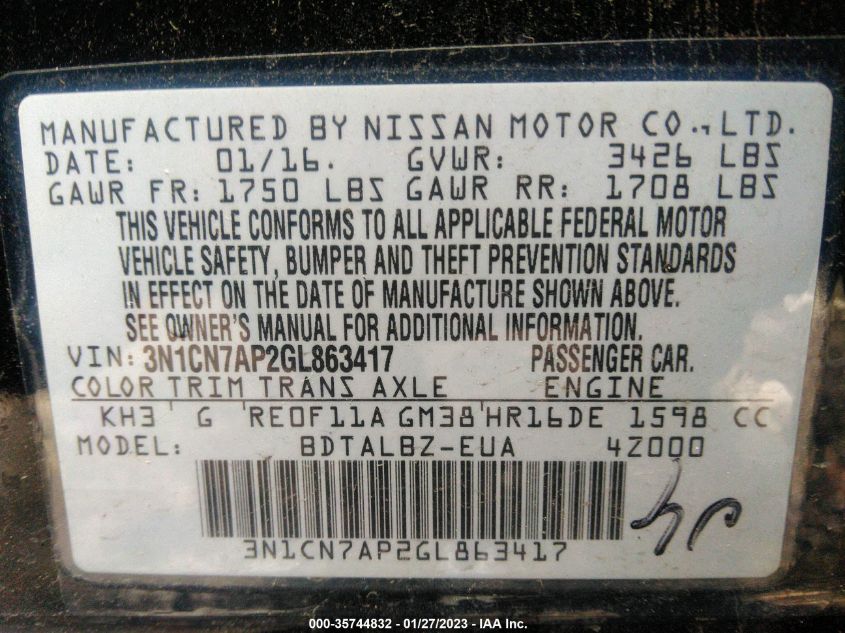 MANUFACTURED BY NISSAN MOTOR CO., LTD.
DATE: 01/16. GVWR: 3426 LBS
GAWR FR: 1750 LBS GAWR RR: 1708 LBS
THIS VEHICLE CONFORMS TO ALL APPLICABLE FEDERAL MOTOR
VEHICLE SAFETY, BUMPER AND THEFT PREVENTION STANDARDS
IN EFFECT ON THE DATE OF MANUFACTURE SHOWN ABOVE.
SEE OWNER'S MANUAL FOR ADDITIONAL INFORMATION.
VIN: 3N1CN7AP2GL863417 PASSENGER CAR.
COLOR TRIM TRANS AXLE ENGINE
KH3 G RE0F11A GM38 HR16DE 1598 CC
MODEL: BDTALBZ-EUA 42000
3N1CN7AP2GL863417
000-35744832 - 01/27/2023 - IAA Inc.